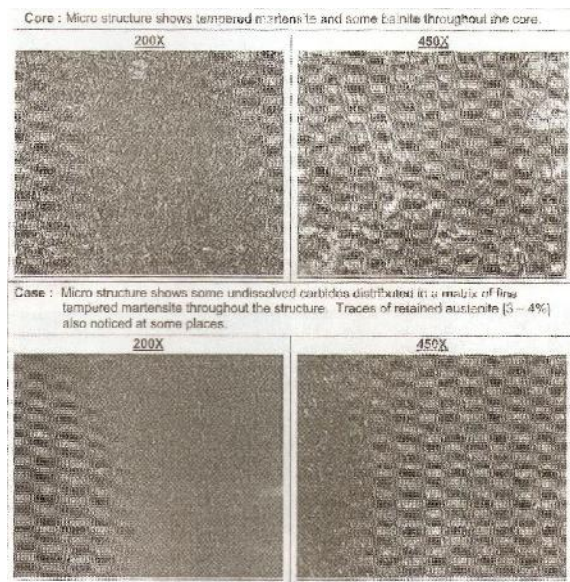 Core : Micro structure shows tempered martensite and some bainite throughout the core.
200X 450X
Case : Micro structure shows some undissolved carbides distributed in a matrix of fine
tempered martensite throughout the structure. Traces of retained austenite [3 – 4%]
also noticed at some places.
200X 450X